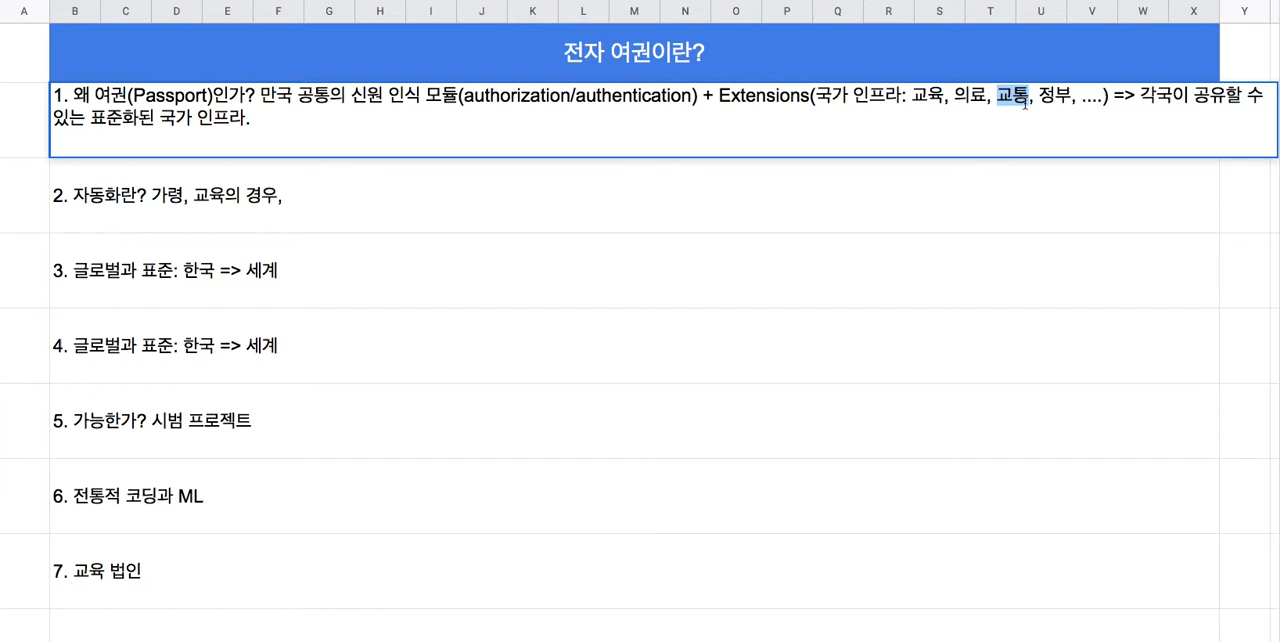 A B C D E F G H I J K L M N O P Q R S T U V W X Y
전자 여권이란?
1. 왜 여권(Passport)인가? 만국 공통의 신원 인식 모듈(authorization/authentication) + Extensions(국가 인프라: 교육, 의료, 교통, 정부, ....) => 각국이 공유할 수
있는 표준화된 국가 인프라.
2. 자동화란? 가령, 교육의 경우,
3. 글로벌과 표준: 한국 => 세계
4. 글로벌과 표준: 한국 => 세계
5. 가능한가? 시범 프로젝트
6. 전통적 코딩과 ML
7. 교육 법인